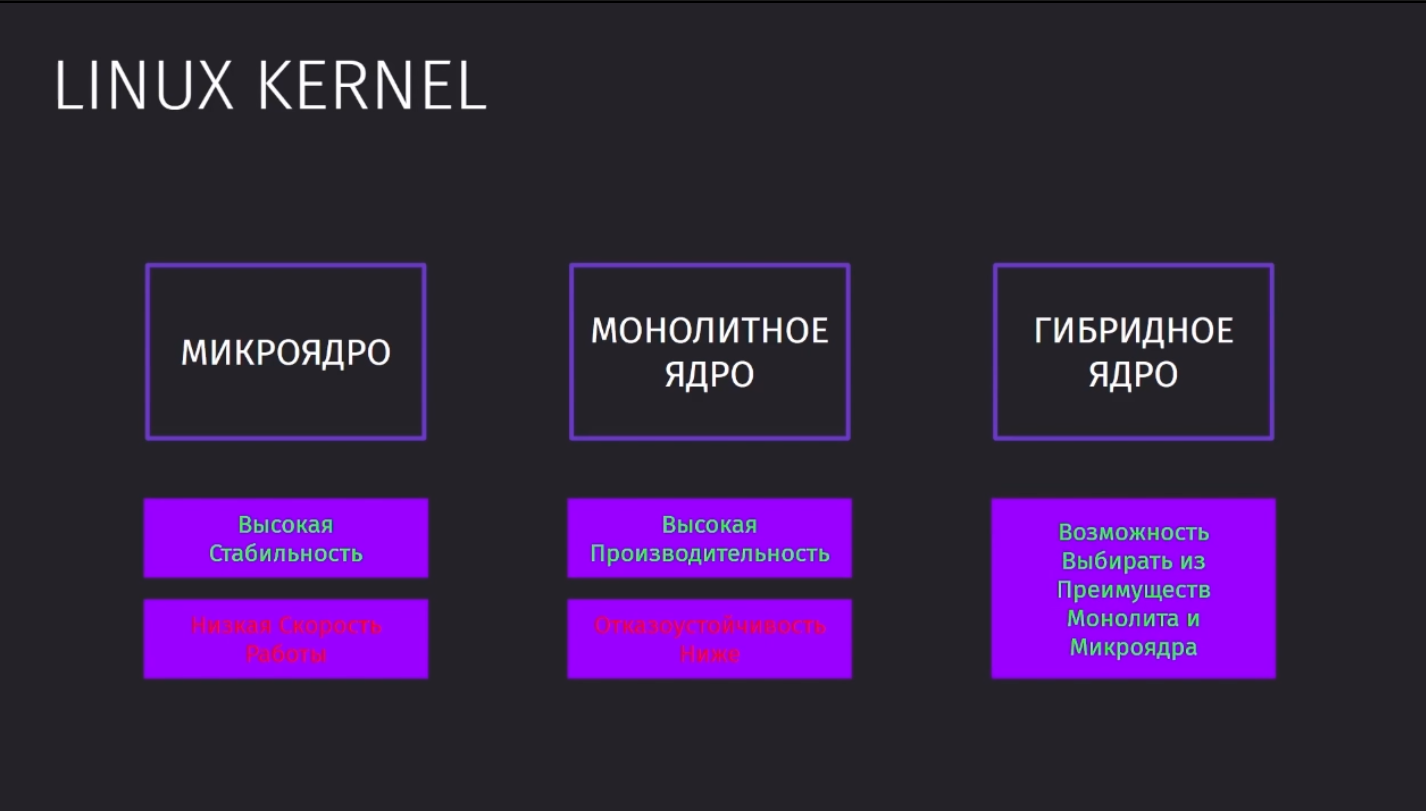 LINUX KERNEL
МИКРОЯДРО
Высокая
Стабильность
Низкая Скорость
Работы
МОНОЛИТНОЕ
ЯДРО
Высокая
Производительность
Отказоустойчивость
Ниже
ГИБРИДНОЕ
ЯДРО
Возможность
Выбирать из
Преимуществ
Монолита и
Микроядра